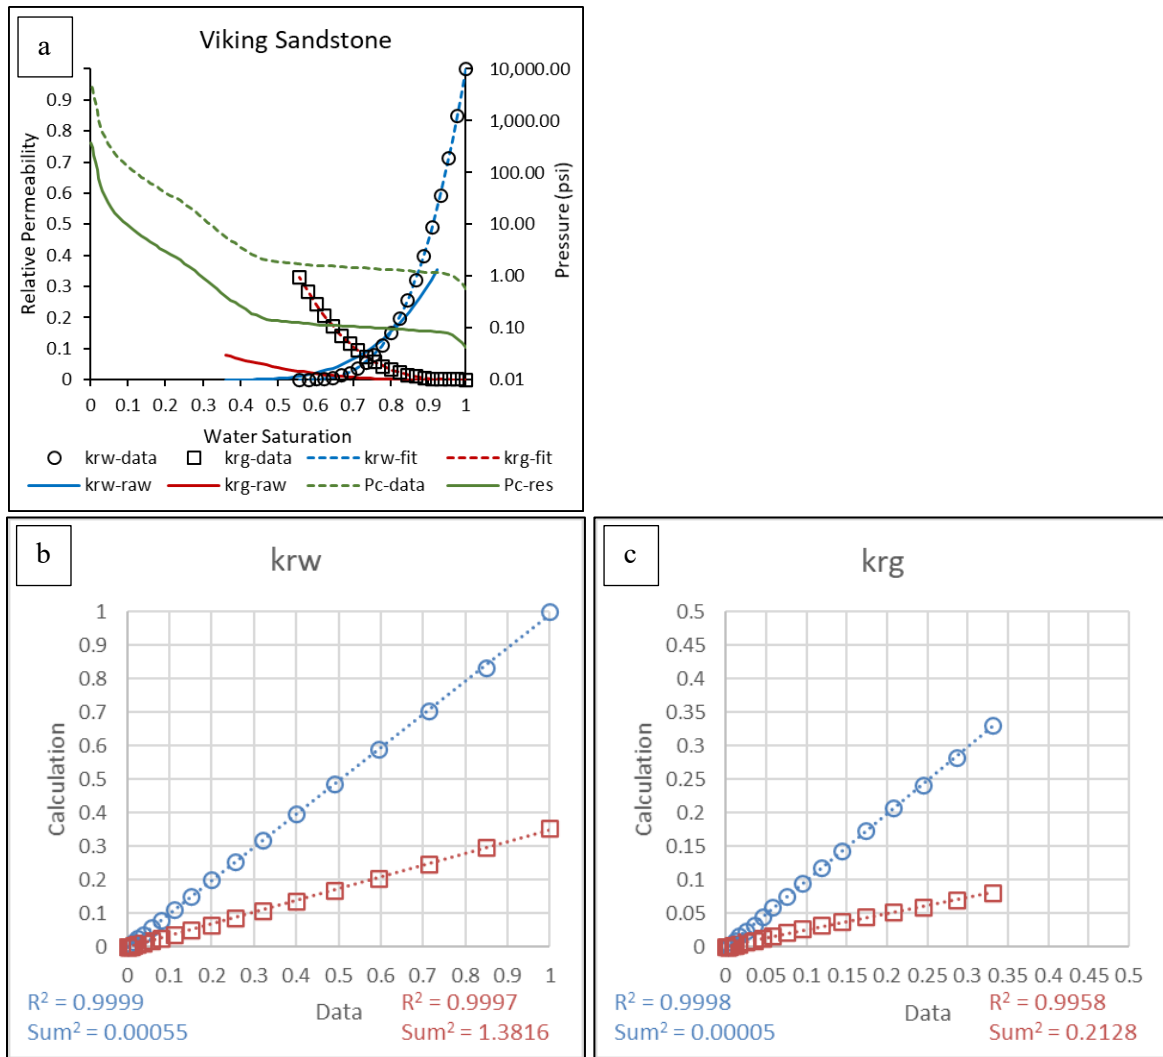 a
Viking Sandstone
Relative Permeability
0.9
0.8
0.7
0.6
0.5
0.4
0.3
0.2
0.1
0
10,000.00
1,000.00
100.00
10.00
1.00
0.10
0.01
Pressure (psi)
0 0.1 0.2 0.3 0.4 0.5 0.6 0.7 0.8 0.9 1
Water Saturation
krw-data krg-data krw-fit krg-fit
krw-raw krg-raw Pc-data Pc-res
b
krw
Calculation
1
0.9
0.8
0.7
0.6
0.5
0.4
0.3
0.2
0.1
0
0 0.1 0.2 0.3 0.4 0.5 0.6 0.7 0.8 0.9 1
Data
R² = 0.9999
Sum² = 0.00055
R² = 0.9997
Sum² = 1.3816
c
krg
Calculation
0.5
0.45
0.4
0.35
0.3
0.25
0.2
0.15
0.1
0.05
0
0 0.05 0.1 0.15 0.2 0.25 0.3 0.35 0.4 0.45 0.5
Data
R² = 0.9998
Sum² = 0.00005
R² = 0.9958
Sum² = 0.2128